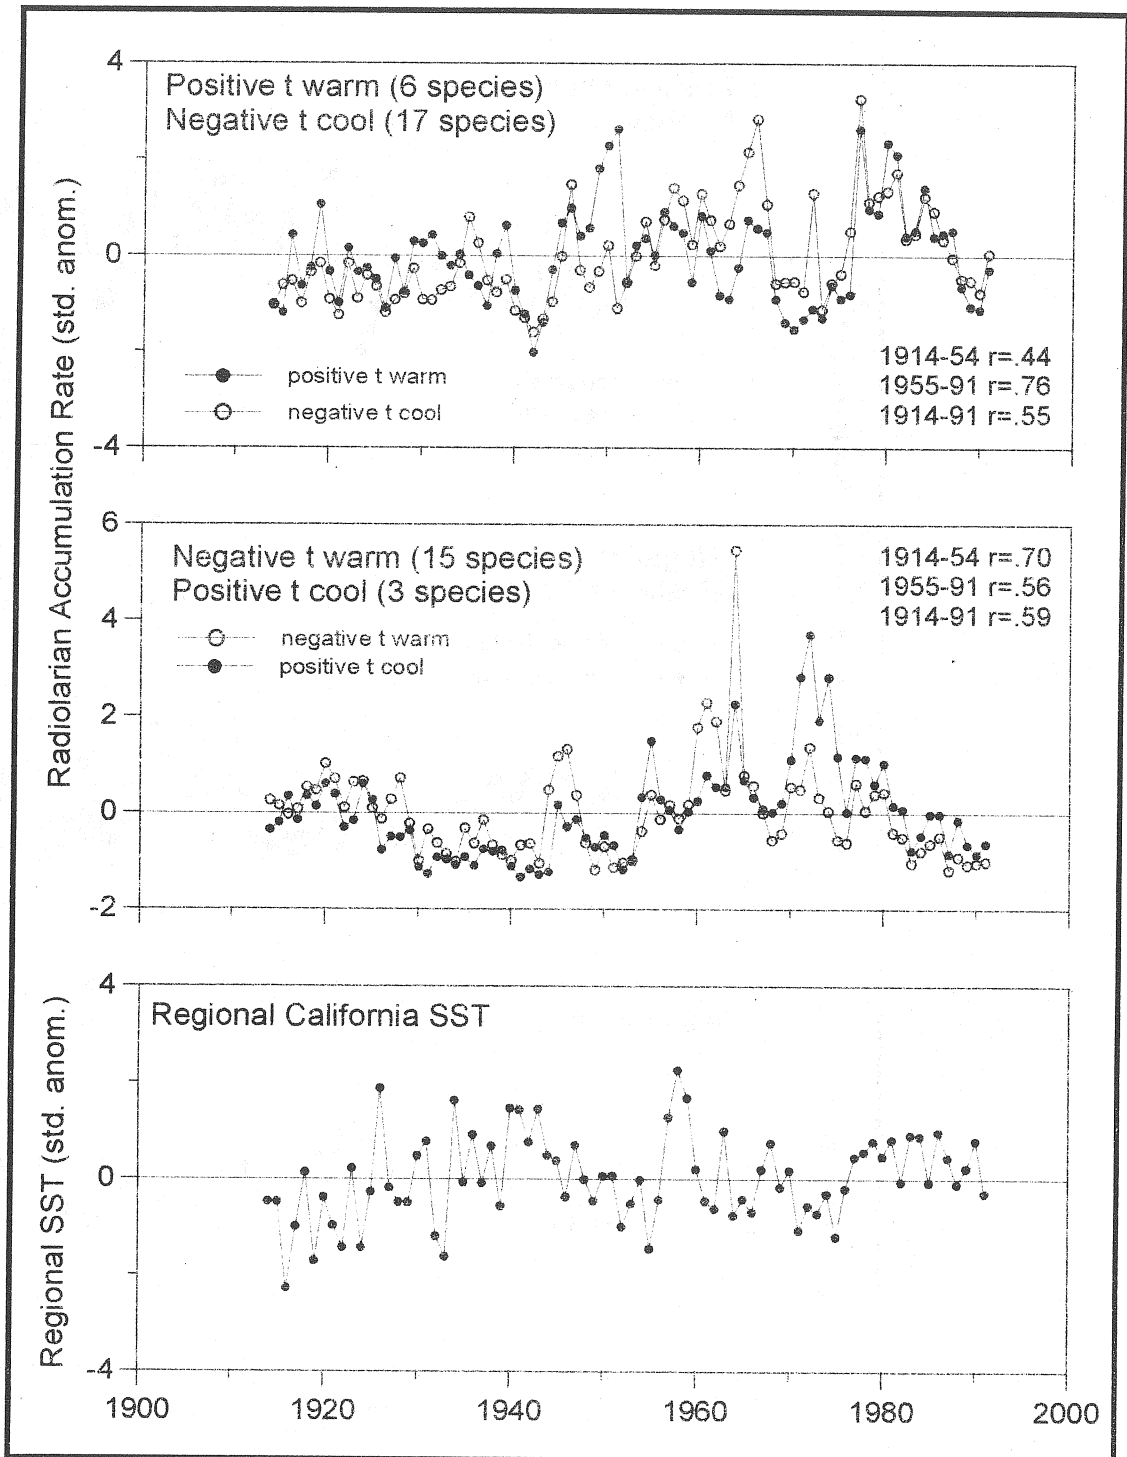 4
Positive t warm (6 species)
Negative t cool (17 species)
0
positive t warm
negative t cool
1914-54 r=.44
1955-91 r=.76
1914-91 r=.55
-4
Radiolarian Accumulation Rate (std. anom.)
6
Negative t warm (15 species)
Positive t cool (3 species)
1914-54 r=.70
1955-91 r=.56
1914-91 r=.59
negative t warm
positive t cool
4
2
0
-2
4
Regional California SST
0
-4
Regional SST (std. anom.)
1900
1920
1940
1960
1980
2000